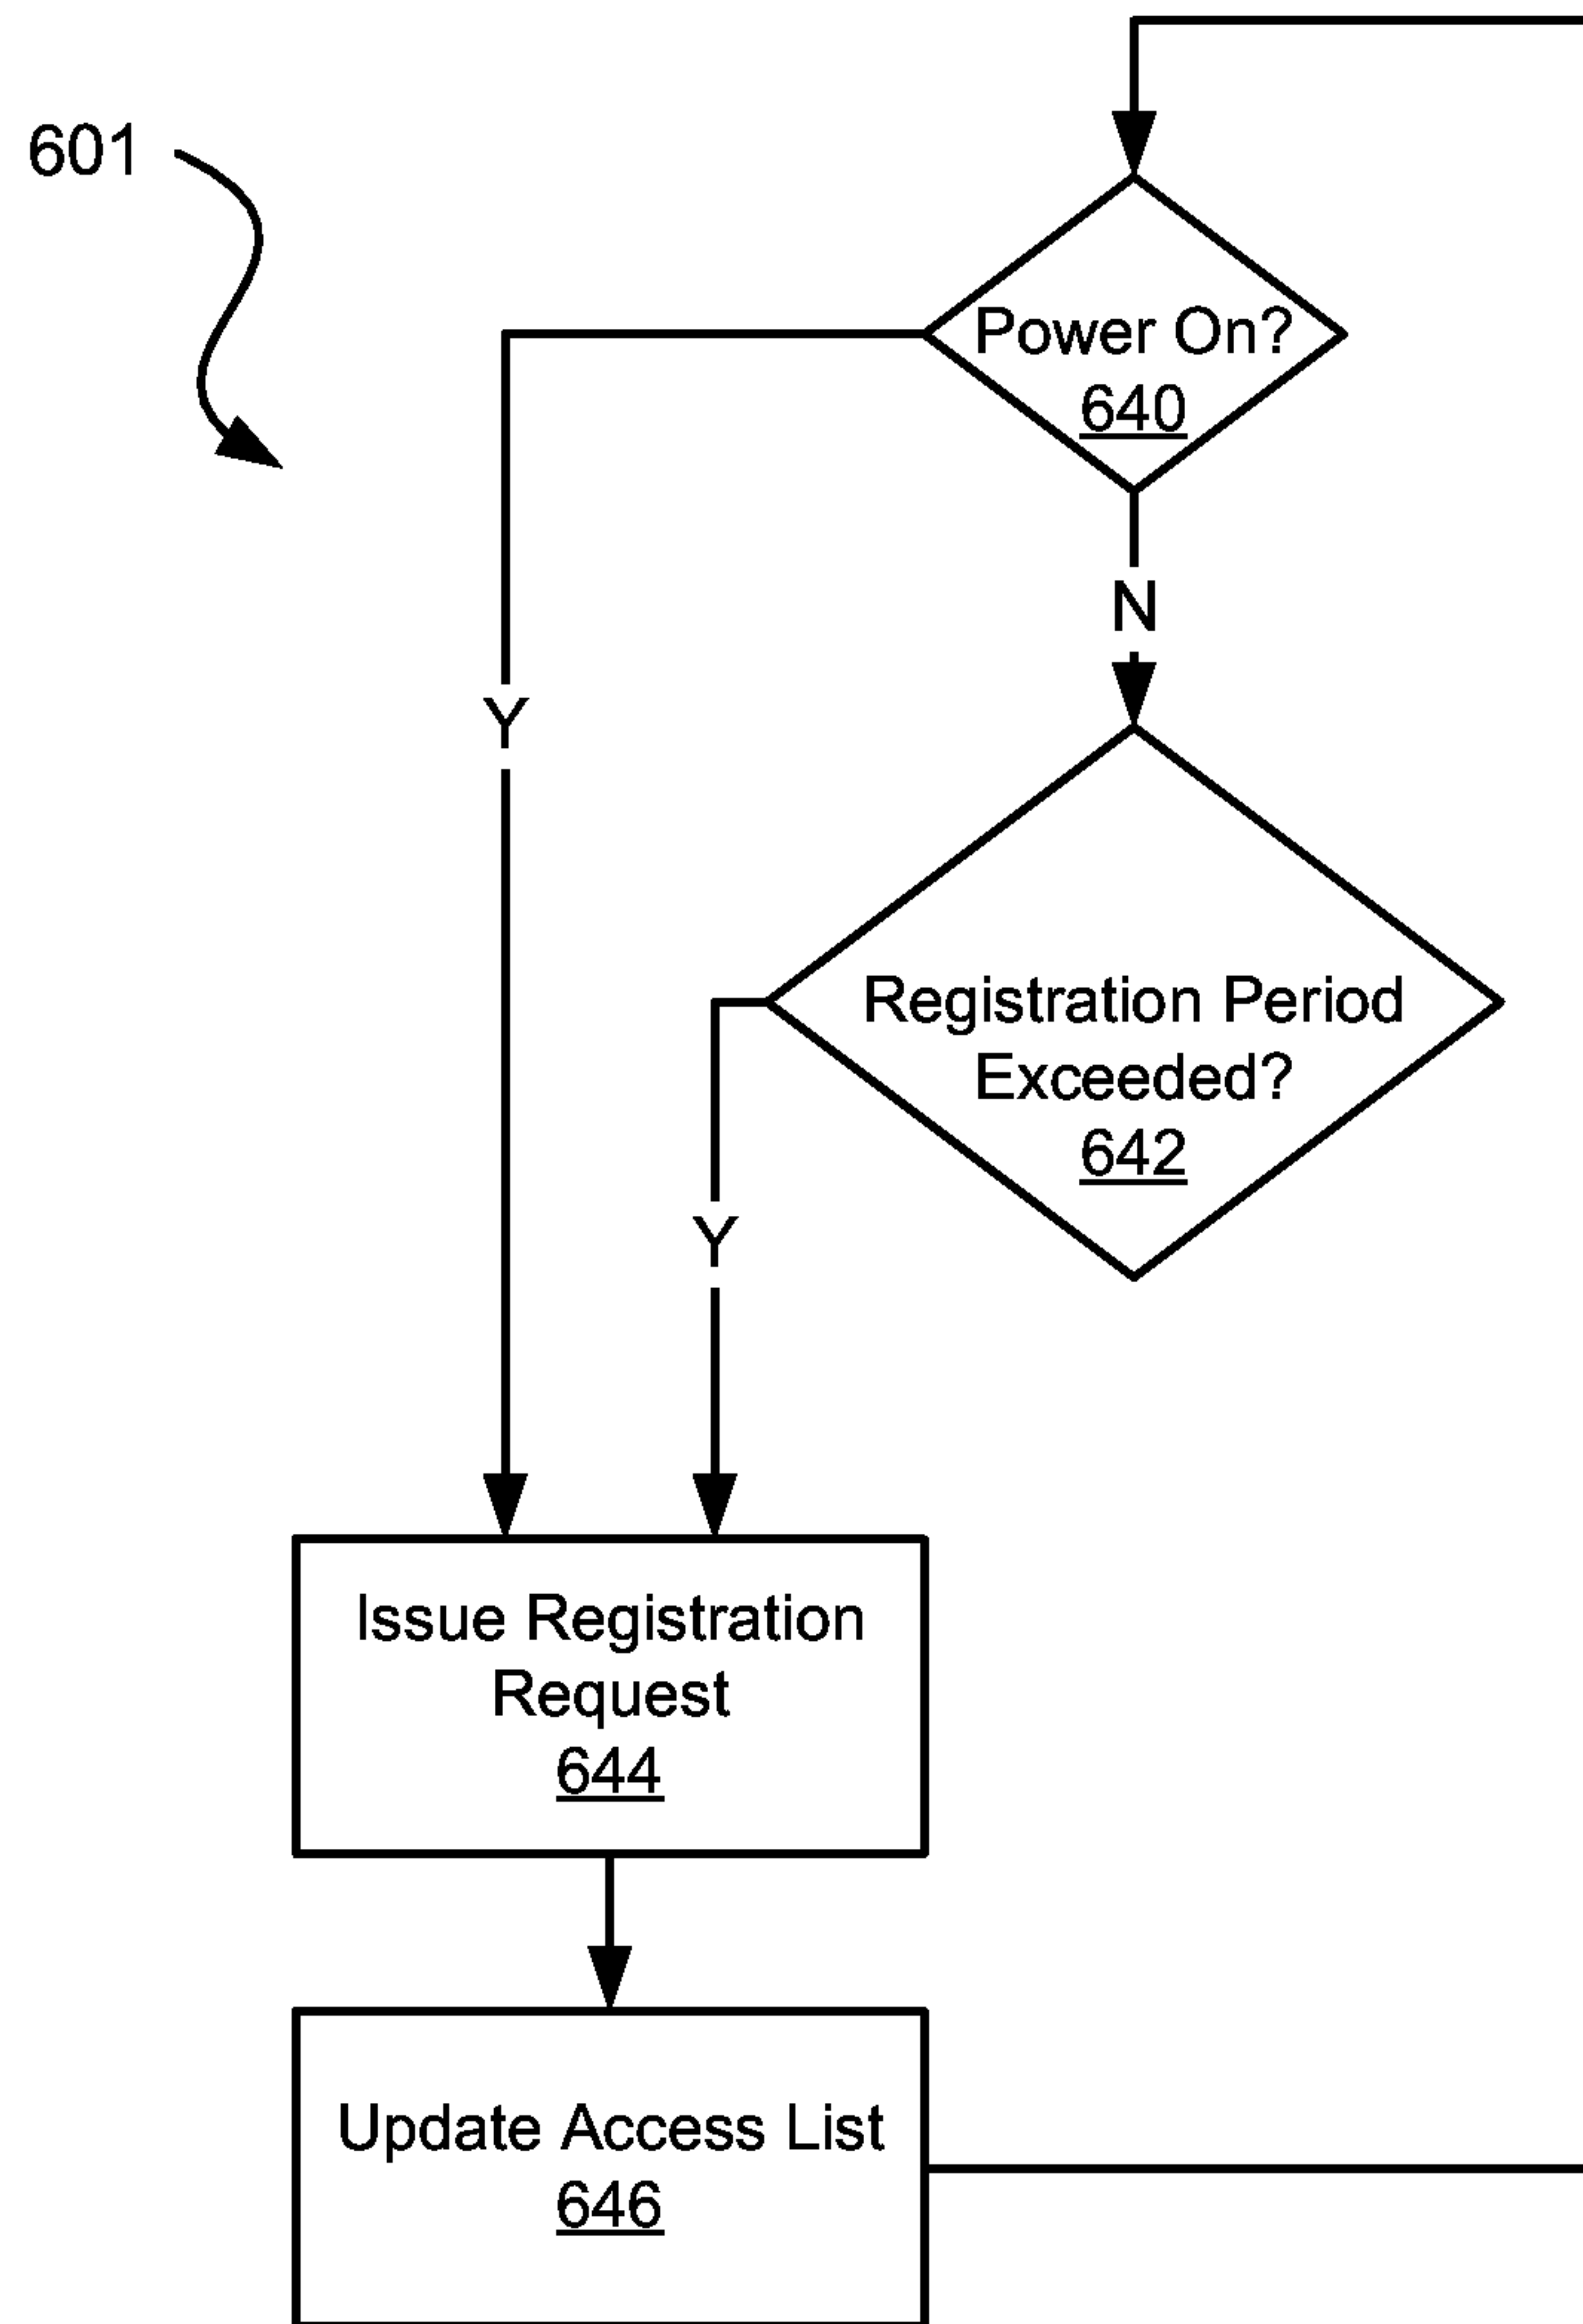 601
Power On?
640
N
Y
Registration Period
Exceeded?
642
Y
Issue Registration
Request
644
Update Access List
646